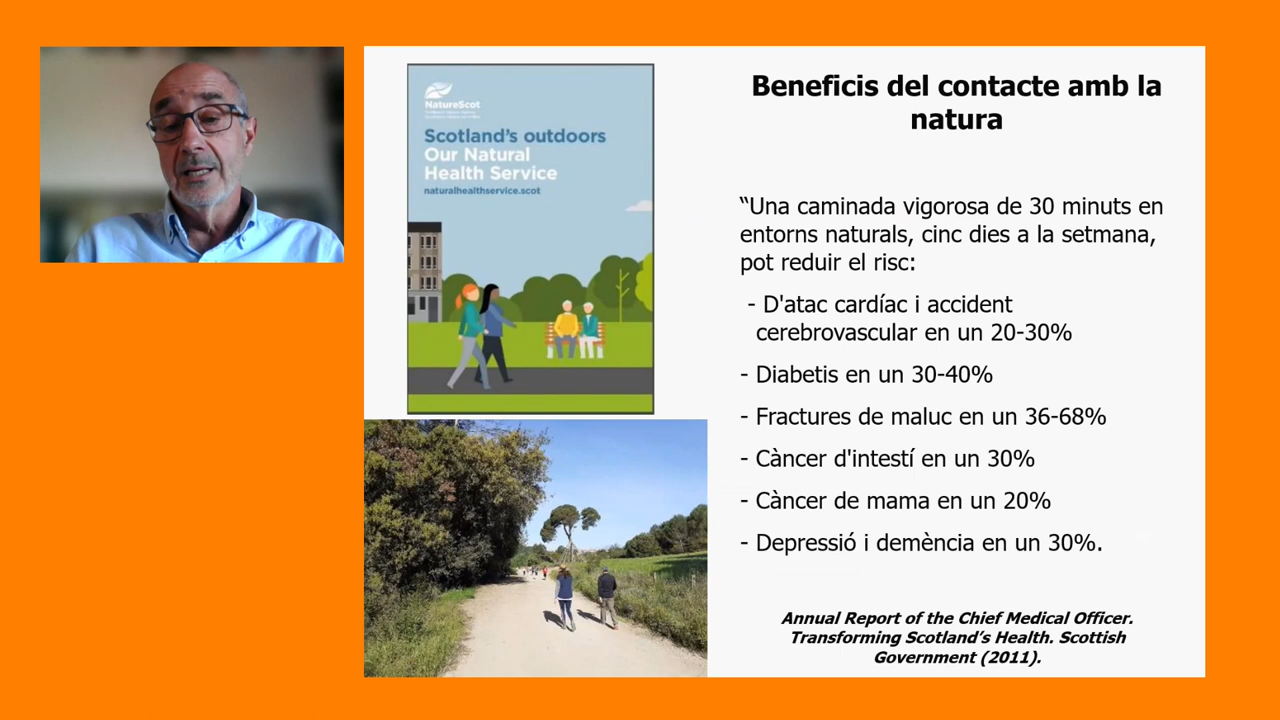 NatureScot
Scotland's outdoors
Our Natural
Health Service
naturalhealthservice.scot
Beneficis del contacte amb la
natura
“Una caminada vigorosa de 30 minuts en
entorns naturals, cinc dies a la setmana,
pot reduir el risc:
- D'atac cardíac i accident
cerebrovascular en un 20-30%
- Diabetis en un 30-40%
- Fractures de maluc en un 36-68%
- Càncer d'intestí en un 30%
- Càncer de mama en un 20%
- Depressió i demència en un 30%.
Annual Report of the Chief Medical Officer.
Transforming Scotland’s Health. Scottish
Government (2011).